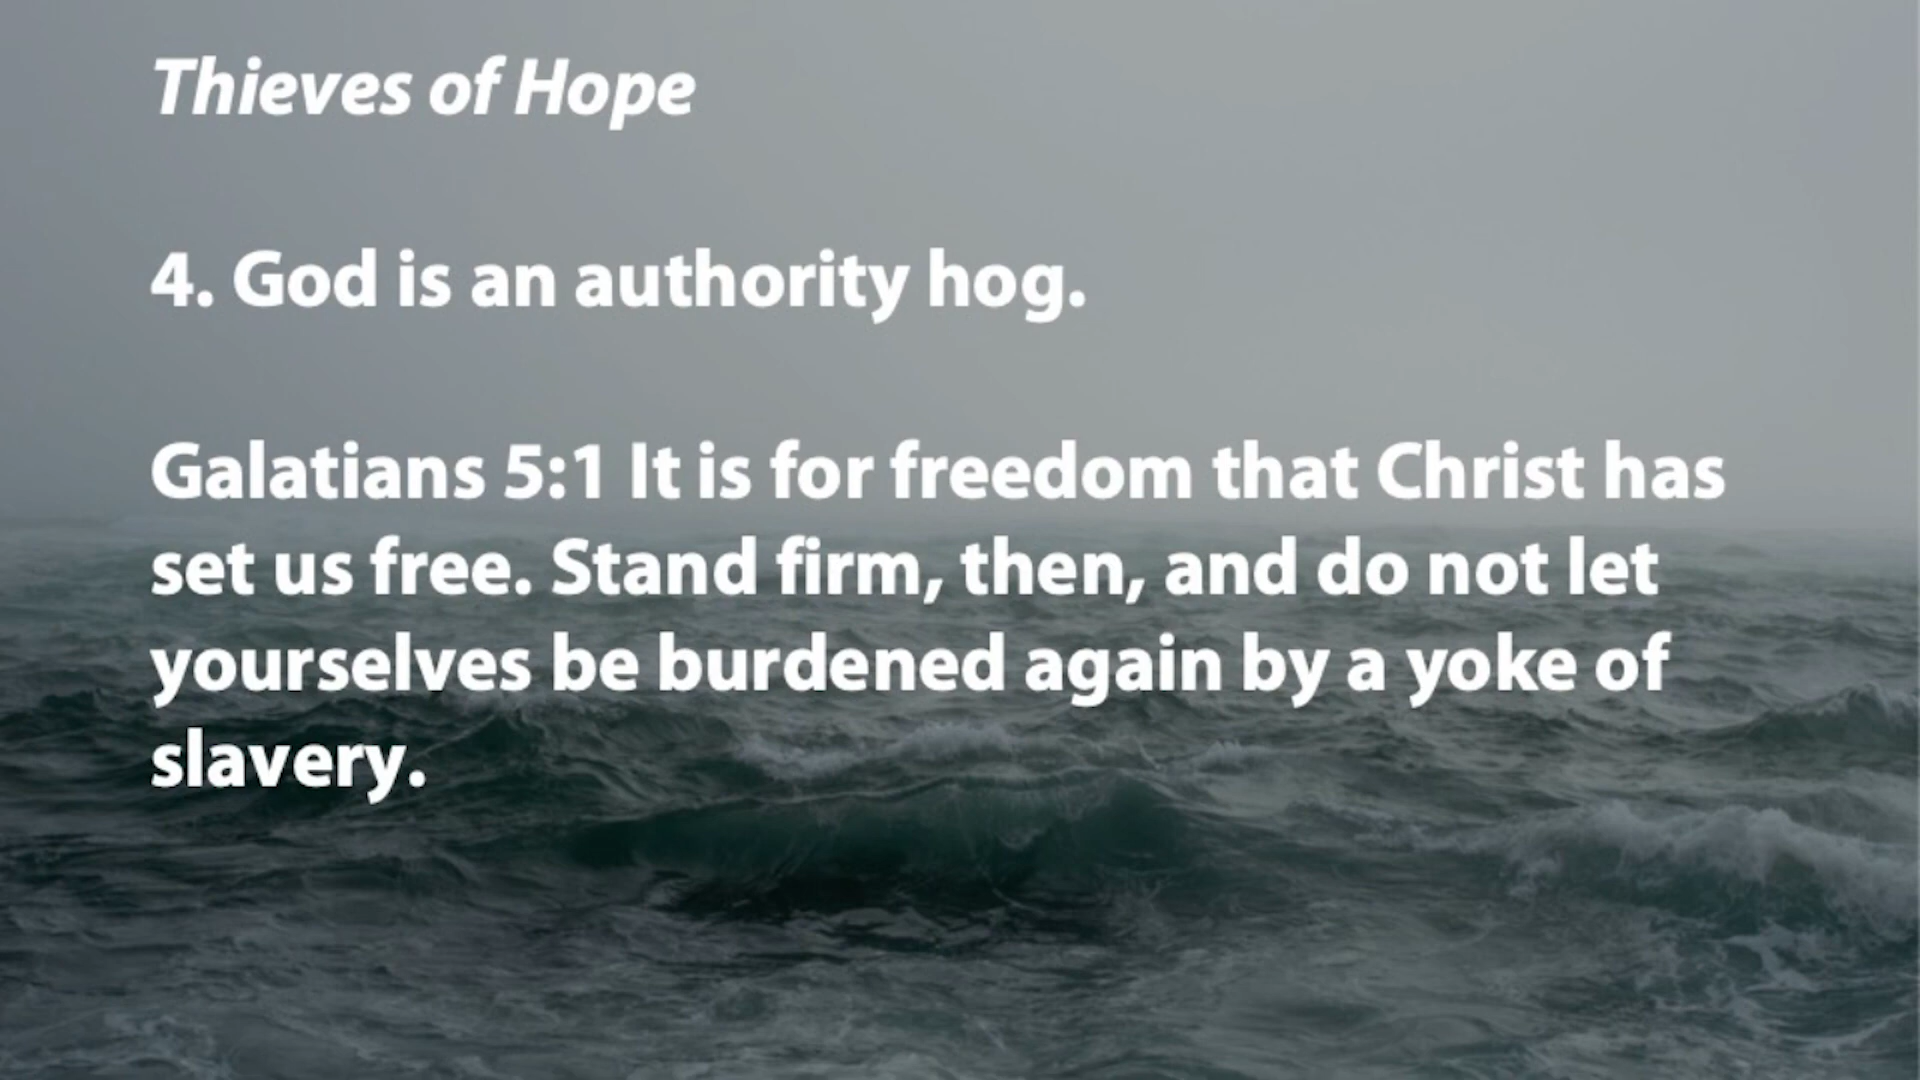 Thieves of Hope
4. God is an authority hog.
Galatians 5:1 It is for freedom that Christ has
set us free. Stand firm, then, and do not let
yourselves be burdened again by a yoke of
slavery.